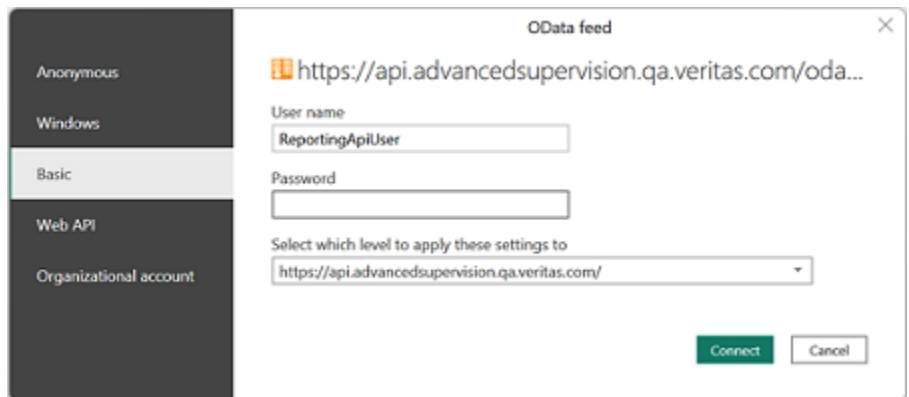 OData feed
Anonymous
Windows
Basic
Web API
Organizational account
https://api.advancedsupervision.qa.veritas.com/oda...
User name
ReportingApiUser
Password
Select which level to apply these settings to
https://api.advancedsupervision.qa.veritas.com/
Connect
Cancel